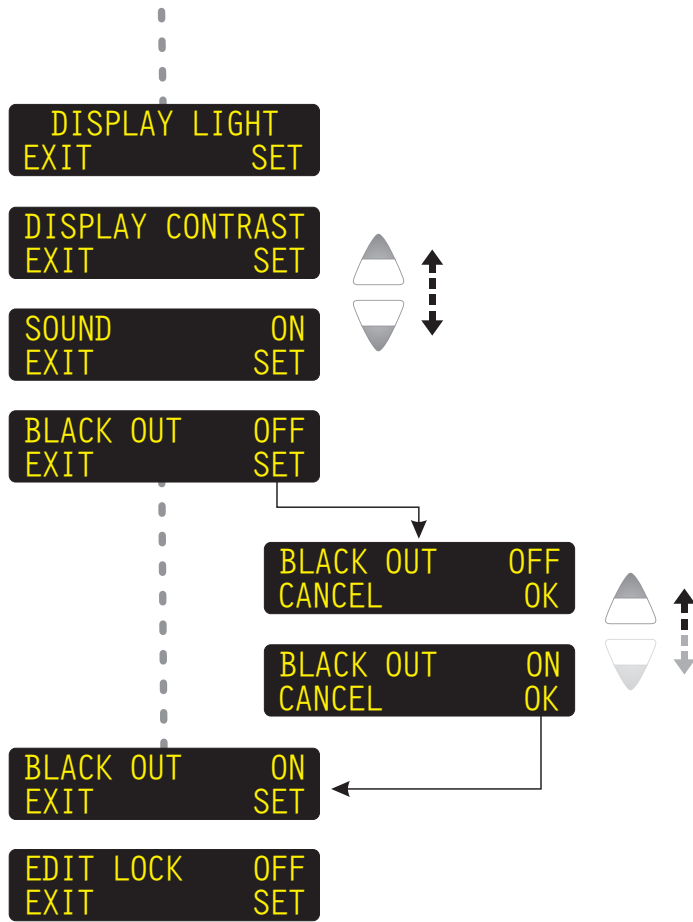 DISPLAY LIGHT
EXIT SET
DISPLAY CONTRAST
EXIT SET
SOUND ON
EXIT SET
BLACK OUT OFF
EXIT SET
BLACK OUT OFF
CANCEL OK
BLACK OUT ON
CANCEL OK
BLACK OUT ON
EXIT SET
EDIT LOCK OFF
EXIT SET